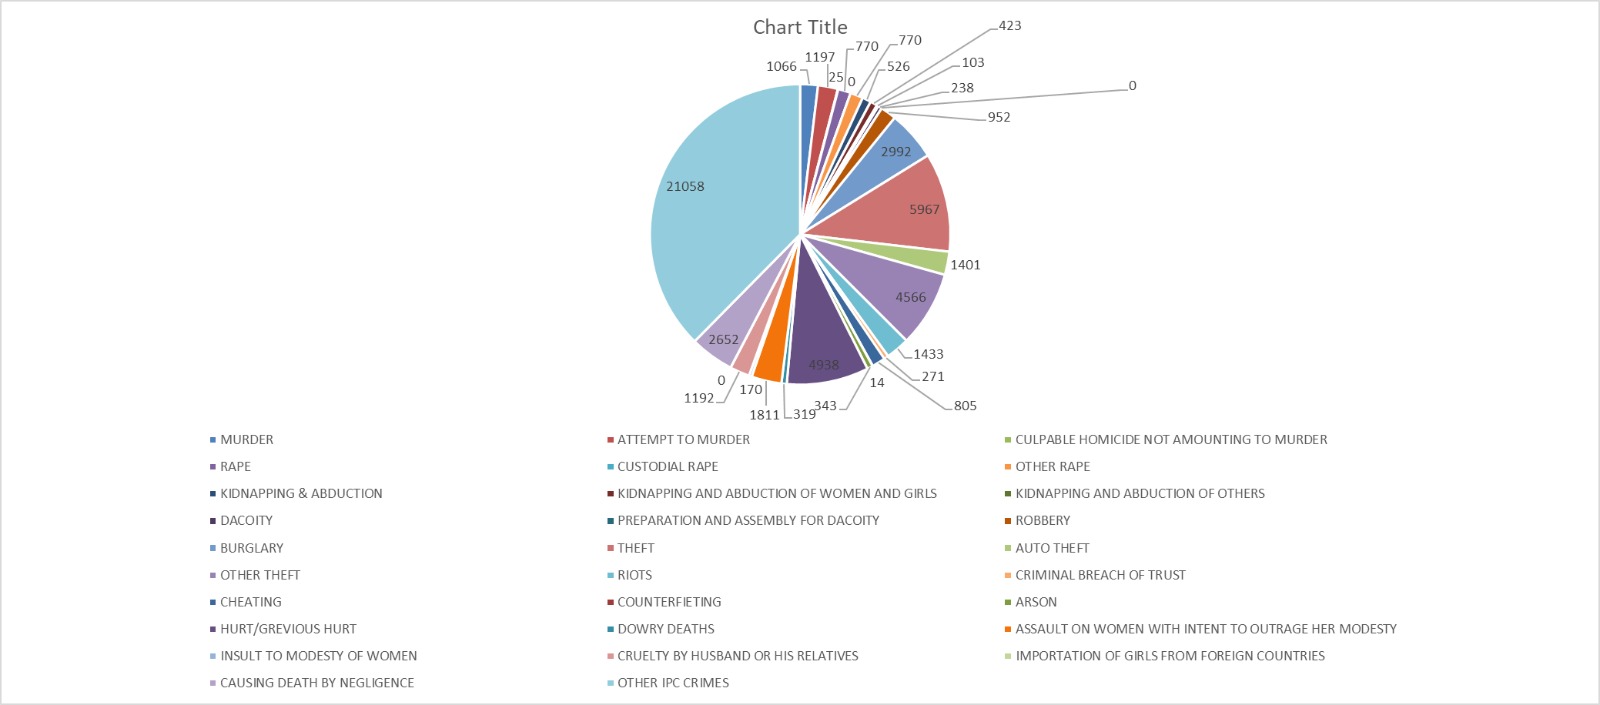 Chart Title
423
770
770
1197
1066
526
103
25
0
238
0
952
2992
21058
5967
1401
4566
2652
1433
4938
271
0
14
170
1192
343
805
1811
319
MURDER
ATTEMPT TO MURDER
CULPABLE HOMICIDE NOT AMOUNTING TO MURDER
RAPE
CUSTODIAL RAPE
OTHER RAPE
KIDNAPPING & ABDUCTION
KIDNAPPING AND ABDUCTION OF WOMEN AND GIRLS
KIDNAPPING AND ABDUCTION OF OTHERS
DACOITY
PREPARATION AND ASSEMBLY FOR DACOITY
ROBBERY
BURGLARY
THEFT
AUTO THEFT
OTHER THEFT
RIOTS
CRIMINAL BREACH OF TRUST
CHEATING
COUNTERFIETING
ARSON
HURT/GREVIOUS HURT
DOWRY DEATHS
ASSAULT ON WOMEN WITH INTENT TO OUTRAGE HER MODESTY
INSULT TO MODESTY OF WOMEN
CRUELTY BY HUSBAND OR HIS RELATIVES
IMPORTATION OF GIRLS FROM FOREIGN COUNTRIES
CAUSING DEATH BY NEGLIGENCE
OTHER IPC CRIMES